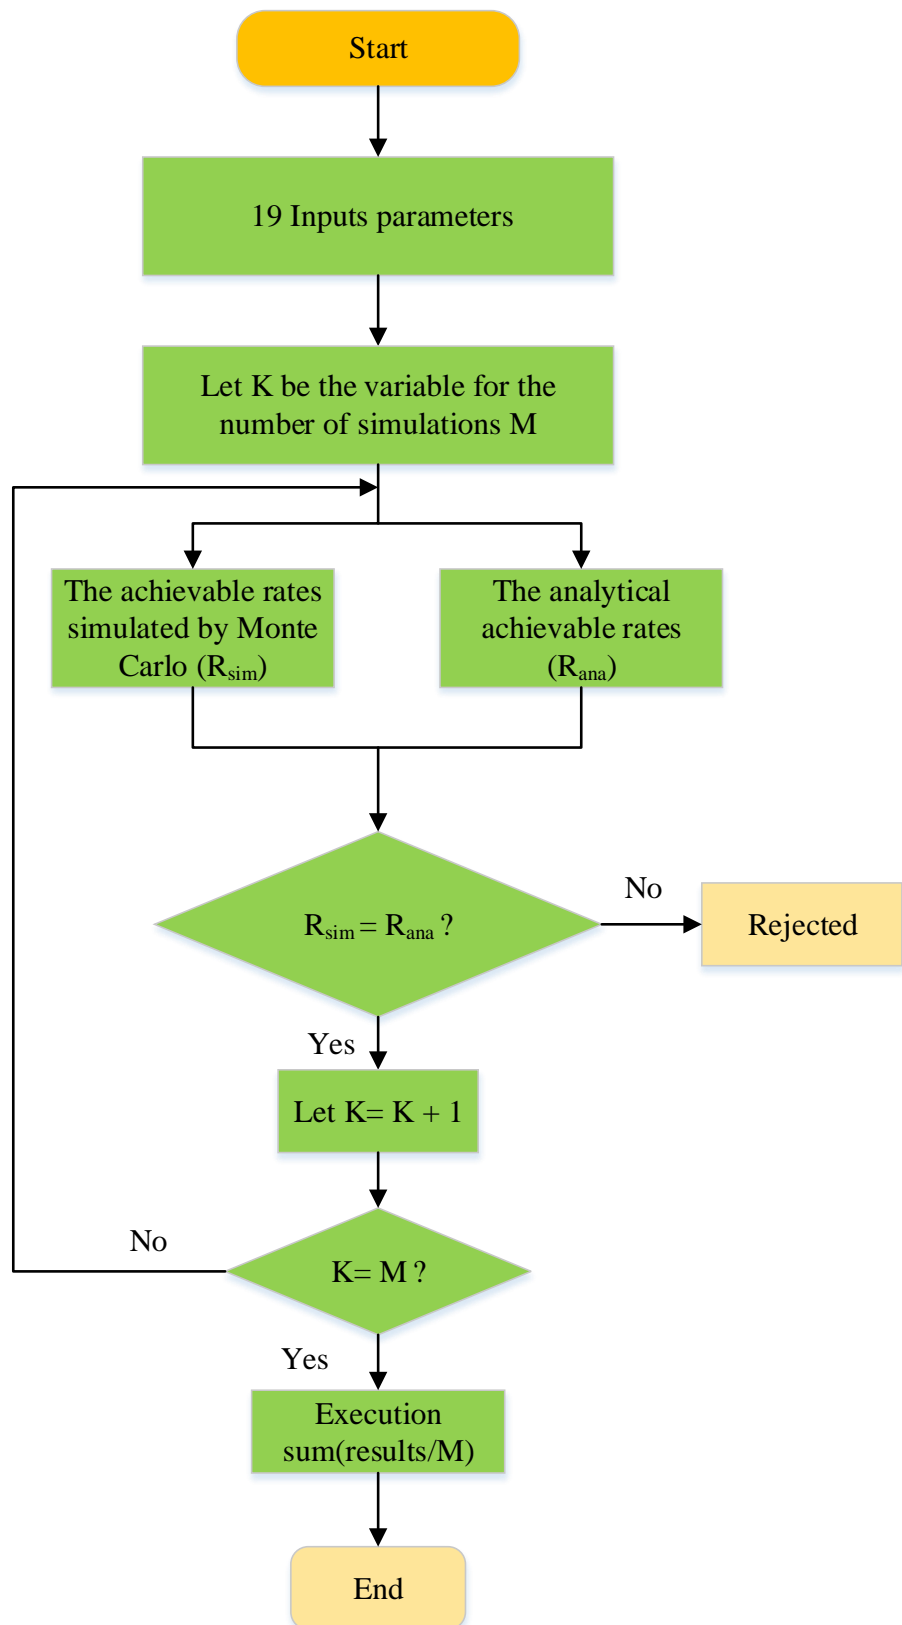 Start
19 Inputs parameters
Let K be the variable for the
number of simulations M
The achievable rates
simulated by Monte
Carlo (Rsim)
The analytical
achievable rates
(Rana)
Rsim = Rana ?
No
Rejected
Yes
Let K= K + 1
No
K= M ?
Yes
Execution
sum(results/M)
End